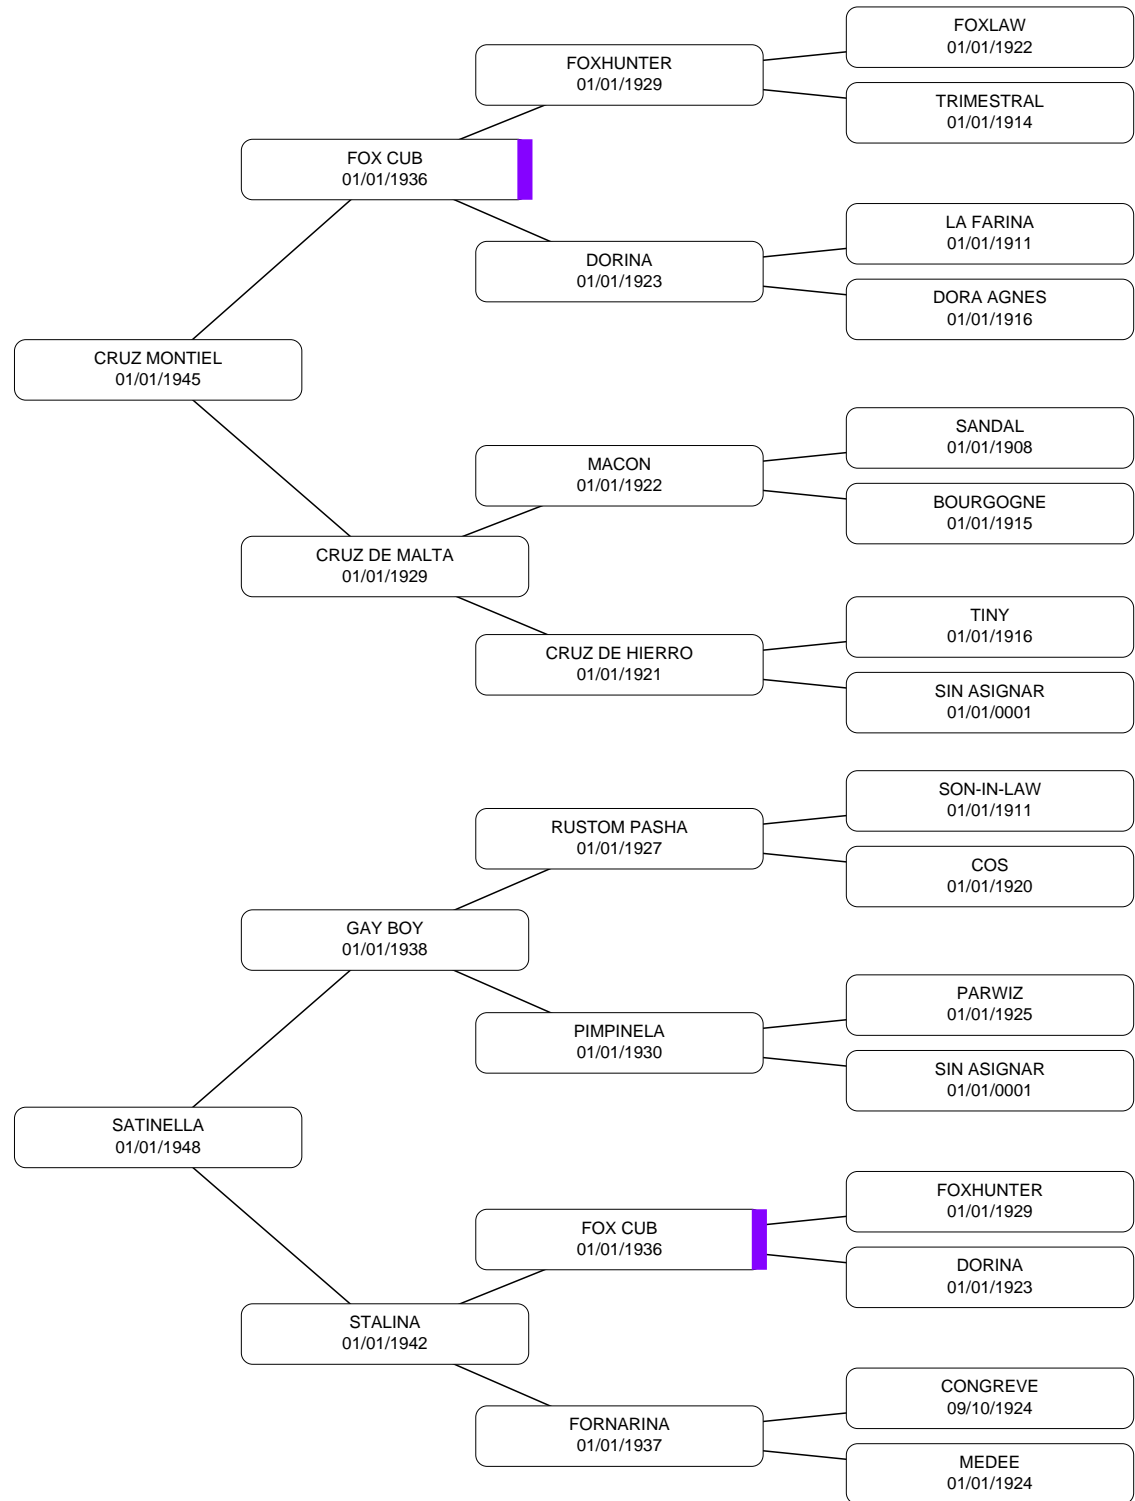 FOXLAW
01/01/1922
FOXHUNTER
01/01/1929
TRIMESTRAL
01/01/1914
FOX CUB
01/01/1936
LA FARINA
01/01/1911
DORINA
01/01/1923
DORA AGNES
01/01/1916
CRUZ MONTIEL
01/01/1945
SANDAL
01/01/1908
MACON
01/01/1922
BOURGOGNE
01/01/1915
CRUZ DE MALTA
01/01/1929
TINY
01/01/1916
CRUZ DE HIERRO
01/01/1921
SIN ASIGNAR
01/01/0001
SON-IN-LAW
01/01/1911
RUSTOM PASHA
01/01/1927
COS
01/01/1920
GAY BOY
01/01/1938
PARWIZ
01/01/1925
PIMPINELA
01/01/1930
SIN ASIGNAR
01/01/0001
SATINELLA
01/01/1948
FOXHUNTER
01/01/1929
FOX CUB
01/01/1936
DORINA
01/01/1923
STALINA
01/01/1942
CONGREVE
09/10/1924
FORNARINA
01/01/1937
MEDEE
01/01/1924